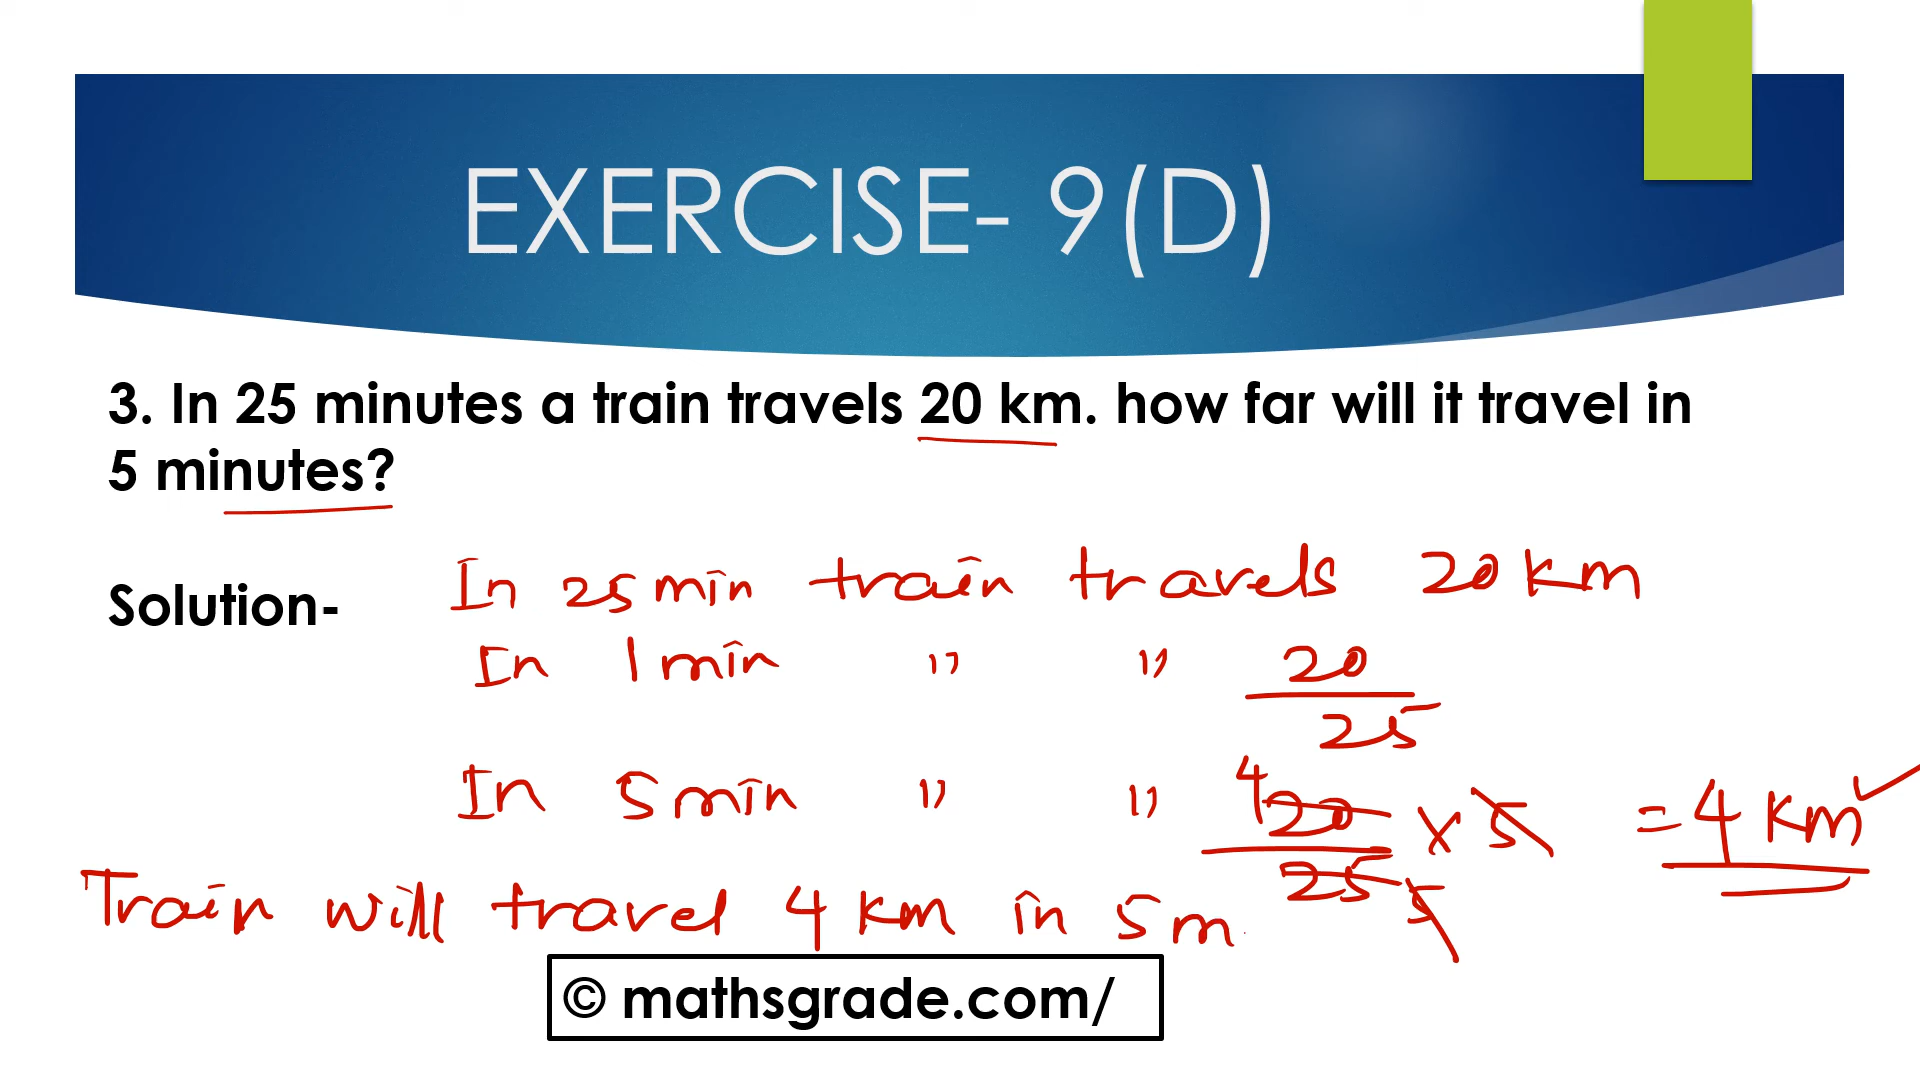 EXERCISE- 9(D)
3. In 25 minutes a train travels 20 km. how far will it travel in
5 minutes?
Solution-
In 25 min train travels 20 km
In 1 min " " 20/25
In 5 min " " 4 20/25 5 × 5 = 4 km ✓
Train will travel 4 km in 5 m
© mathsgrade.com/